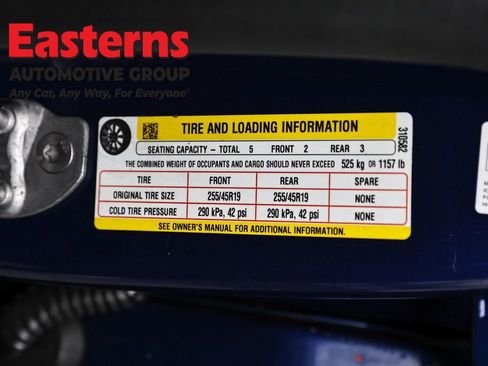 Easterns
AUTOMOTIVE GROUP
Any Car, Any Way, For Everyone®
TIRE AND LOADING INFORMATION
310582
SEATING CAPACITY – TOTAL 5 FRONT 2 REAR 3
THE COMBINED WEIGHT OF OCCUPANTS AND CARGO SHOULD NEVER EXCEED 525 kg OR 1157 lb
TIRE FRONT REAR SPARE
ORIGINAL TIRE SIZE 255/45R19 255/45R19 NONE
COLD TIRE PRESSURE 290 kPa, 42 psi 290 kPa, 42 psi NONE
SEE OWNER'S MANUAL FOR ADDITIONAL INFORMATION.